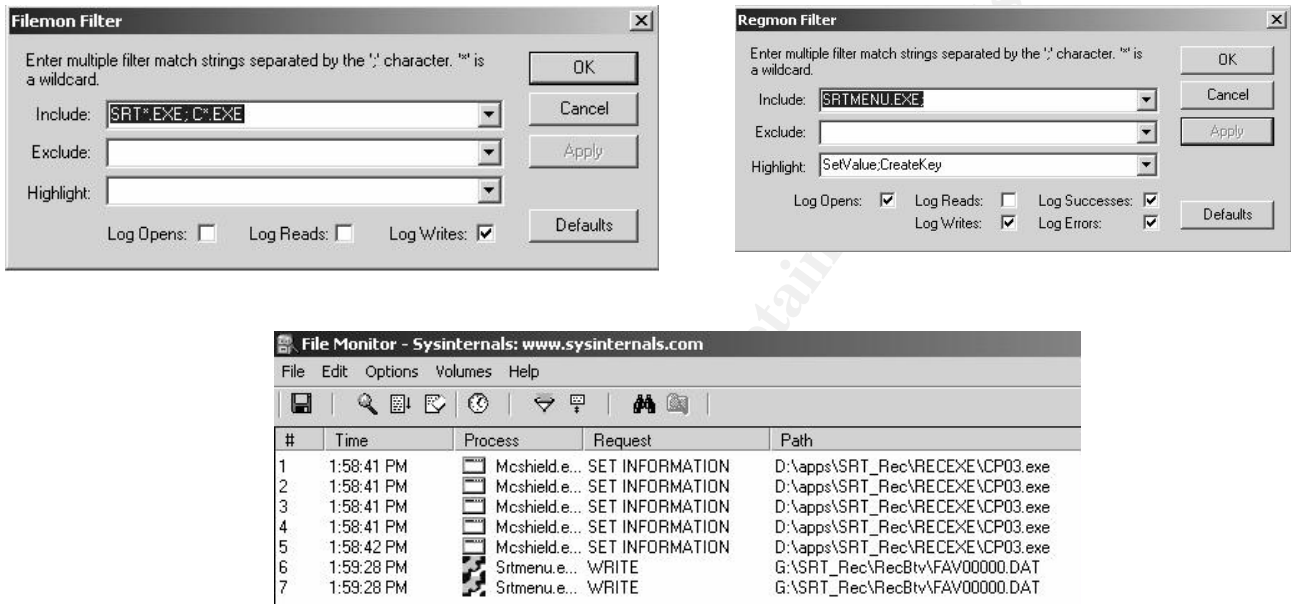 Filemon Filter
Enter multiple filter match strings separated by the ';' character. '*' is
a wildcard.
Include: SRT*.EXE; C*.EXE
Exclude:
Highlight:
Log Opens: Log Reads: Log Writes:
OK
Cancel
Apply
Defaults
Regmon Filter
Enter multiple filter match strings separated by the ';' character. '*' is
a wildcard.
Include: SRTMENU.EXE;
Exclude:
Highlight: SetValue;CreateKey
Log Opens: Log Reads: Log Successes:
Log Writes: Log Errors:
OK
Cancel
Apply
Defaults
File Monitor - Sysinternals: www.sysinternals.com
File Edit Options Volumes Help
# Time Process Request Path
1 1:58:41 PM Mcshield.e... SET INFORMATION D:\apps\SRT_Rec\RECEXE\CP03.exe
2 1:58:41 PM Mcshield.e... SET INFORMATION D:\apps\SRT_Rec\RECEXE\CP03.exe
3 1:58:41 PM Mcshield.e... SET INFORMATION D:\apps\SRT_Rec\RECEXE\CP03.exe
4 1:58:41 PM Mcshield.e... SET INFORMATION D:\apps\SRT_Rec\RECEXE\CP03.exe
5 1:58:42 PM Mcshield.e... SET INFORMATION D:\apps\SRT_Rec\RECEXE\CP03.exe
6 1:59:28 PM Srtmenu.e... WRITE G:\SRT_Rec\RecBtv\FAV00000.DAT
7 1:59:28 PM Srtmenu.e... WRITE G:\SRT_Rec\RecBtv\FAV00000.DAT